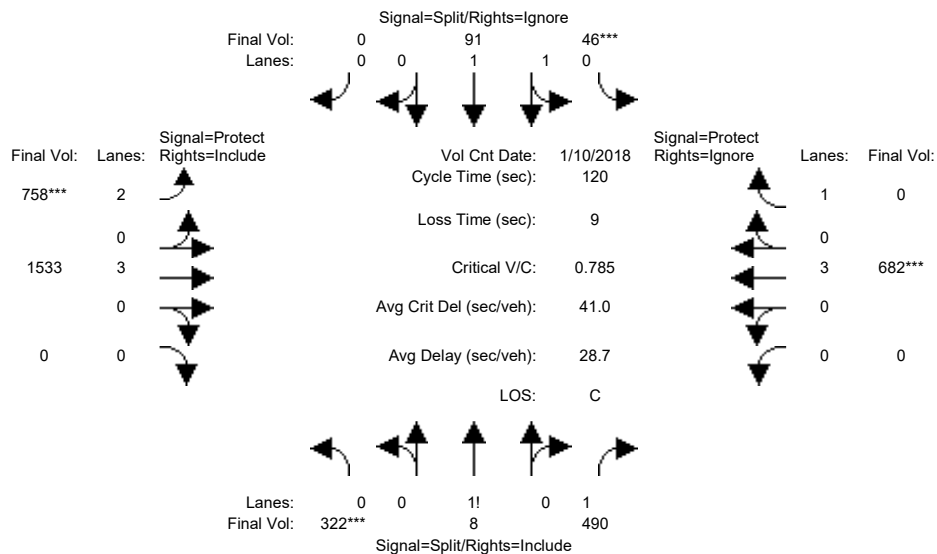 Signal=Split/Rights=Ignore
Final Vol: 0 91 46***
Lanes: 0 0 1 1 0
Signal=Protect
Final Vol: Lanes: Rights=Include
Vol Cnt Date: 1/10/2018
Signal=Protect
Rights=Ignore Lanes: Final Vol:
Cycle Time (sec): 120
758*** 2
1 0
Loss Time (sec): 9
0
0
1533 3
Critical V/C: 0.785
3 682***
0
Avg Crit Del (sec/veh): 41.0
0
0 0
Avg Delay (sec/veh): 28.7
0 0
LOS: C
Lanes: 0 0 1! 0 1
Final Vol: 322*** 8 490
Signal=Split/Rights=Include